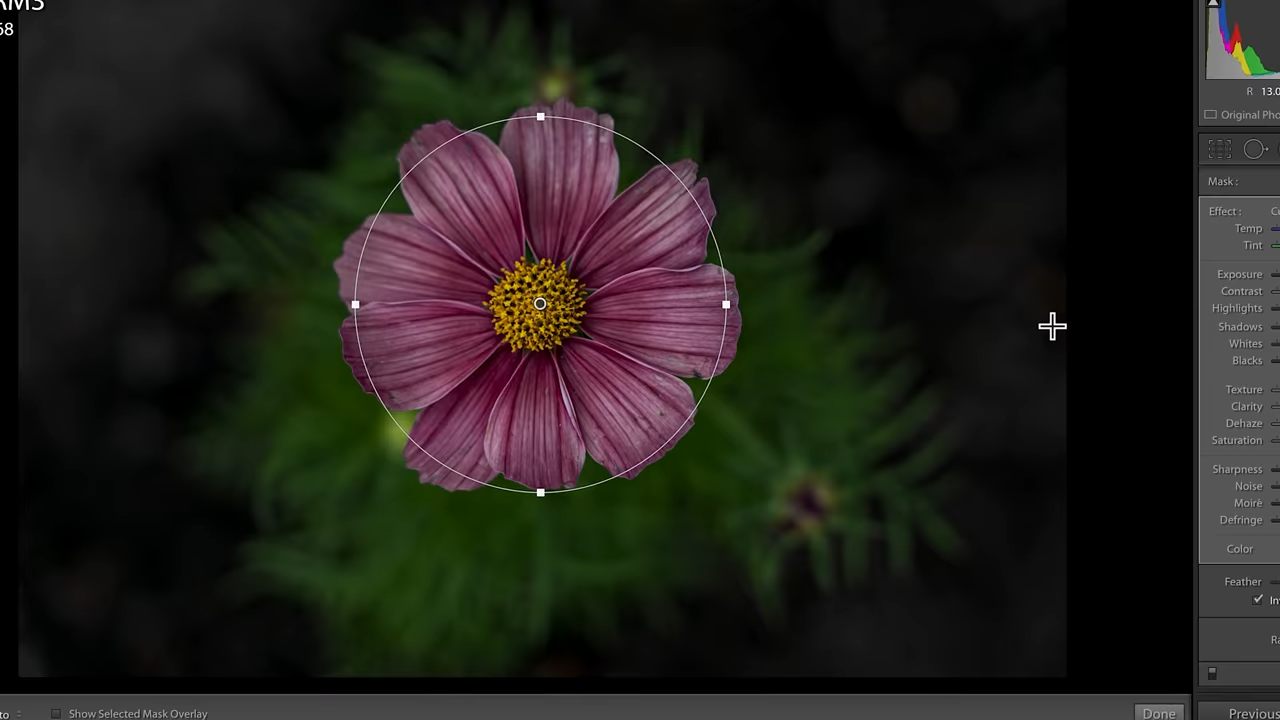 68
R 13.0
Original Pho
Mask :
Effect :
Temp
Tint
Exposure
Contrast
Highlights
Shadows
Whites
Blacks
Texture
Clarity
Dehaze
Saturation
Sharpness
Noise
Moiré
Defringe
Color
Feather
Show Selected Mask Overlay
Done
Previous